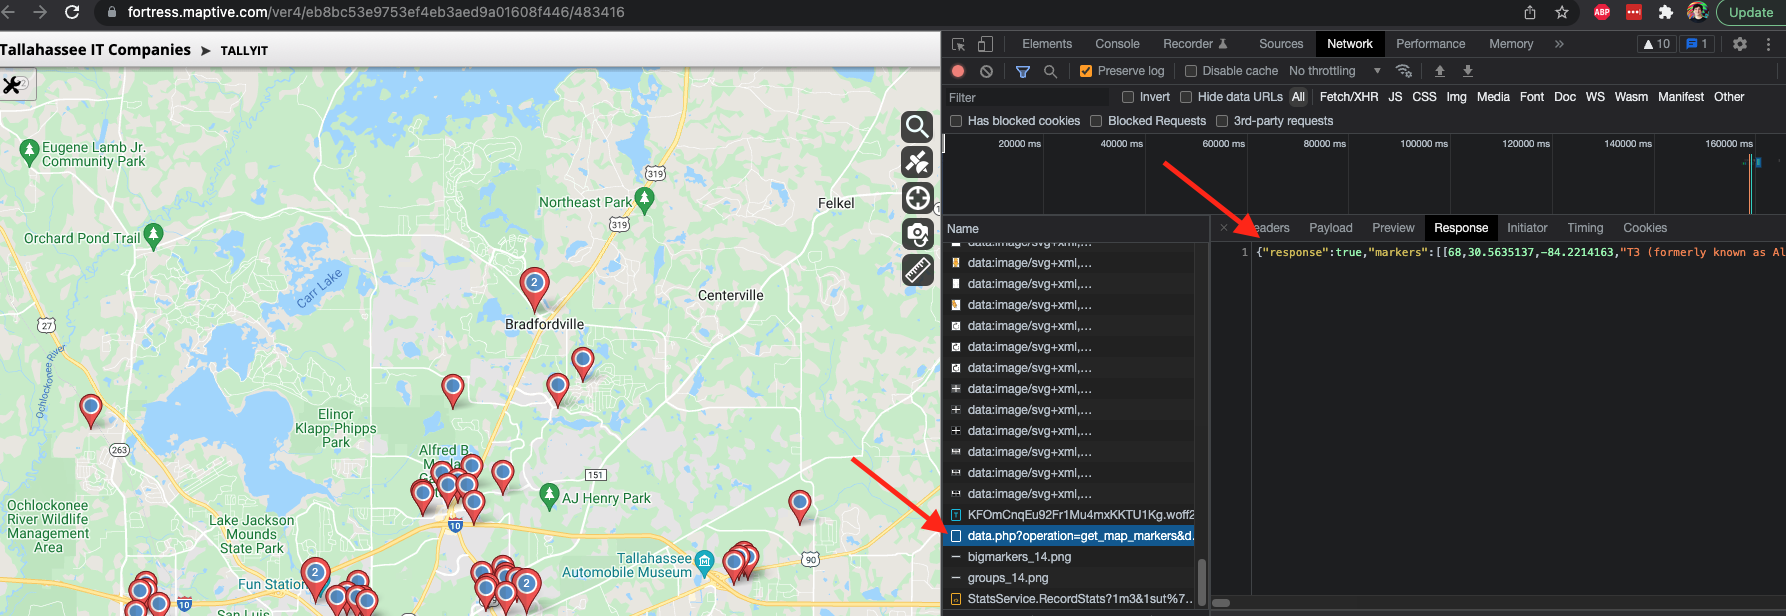 fortress.maptive.com/ver4/eb8bc53e9753ef4eb3aed9a01608f446/483416
ABP
Update
Tallahassee IT Companies ➤ TALLYIT
Elements Console Recorder Sources Network Performance Memory » 10 1
Preserve log Disable cache No throttling
Filter Invert Hide data URLs All Fetch/XHR JS CSS Img Media Font Doc WS Wasm Manifest Other
Has blocked cookies Blocked Requests 3rd-party requests
20000 ms 40000 ms 60000 ms 80000 ms 100000 ms 120000 ms 140000 ms 160000 ms
Name
Headers Payload Preview Response Initiator Timing Cookies
1 {"response":true,"markers":[[68,30.5635137,-84.2214163,"T3 (formerly known as Al
data:image/svg+xml,…
data:image/svg+xml,…
data:image/svg+xml,…
data:image/svg+xml,…
data:image/svg+xml,…
data:image/svg+xml,…
data:image/svg+xml,…
data:image/svg+xml,…
data:image/svg+xml,…
data:image/svg+xml,…
data:image/svg+xml,…
data:image/svg+xml,…
data:image/svg+xml,…
KFOmCnqEu92Fr1Mu4mxKKTU1Kg.woff2
data.php?operation=get_map_markers&d…
bigmarkers_14.png
groups_14.png
StatsService.RecordStats?1m3&1sut%7…
Eugene Lamb Jr.
Community Park
319
Northeast Park
319
Felkel
Orchard Pond Trail
Carr Lake
2
Centerville
Bradfordville
27
Ochlockonee River
Elinor
Klapp-Phipps
Park
263
Alfred B
151
AJ Henry Park
Ochlockonee
River Wildlife
Management
Area
Lake Jackson
Mounds
State Park
10
Tallahassee
Automobile Museum
90
Fun Station
2
2
10
San Luis